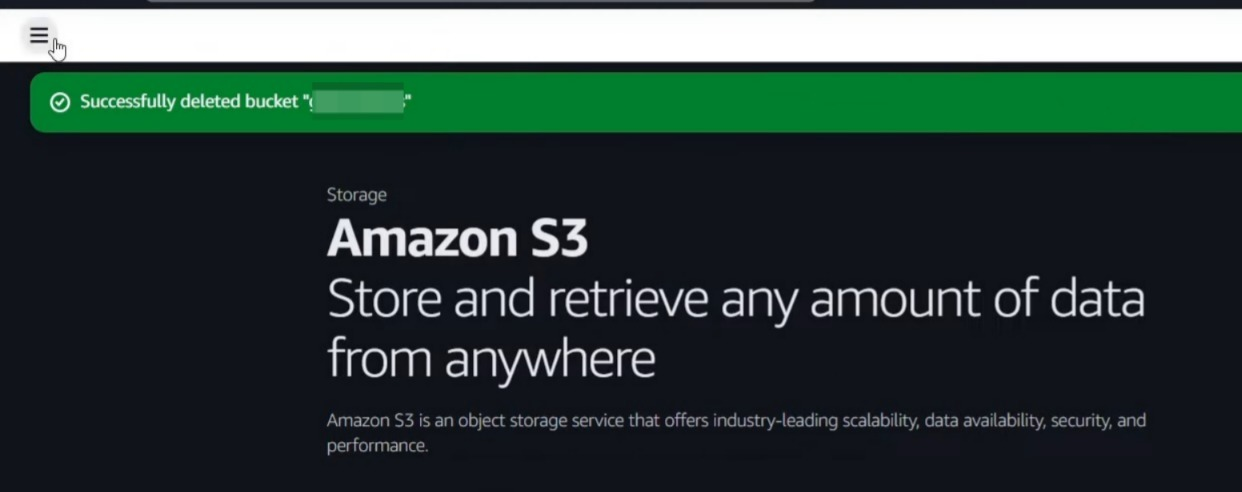 Successfully deleted bucket "
Storage
Amazon S3
Store and retrieve any amount of data
from anywhere
Amazon S3 is an object storage service that offers industry-leading scalability, data availability, security, and
performance.